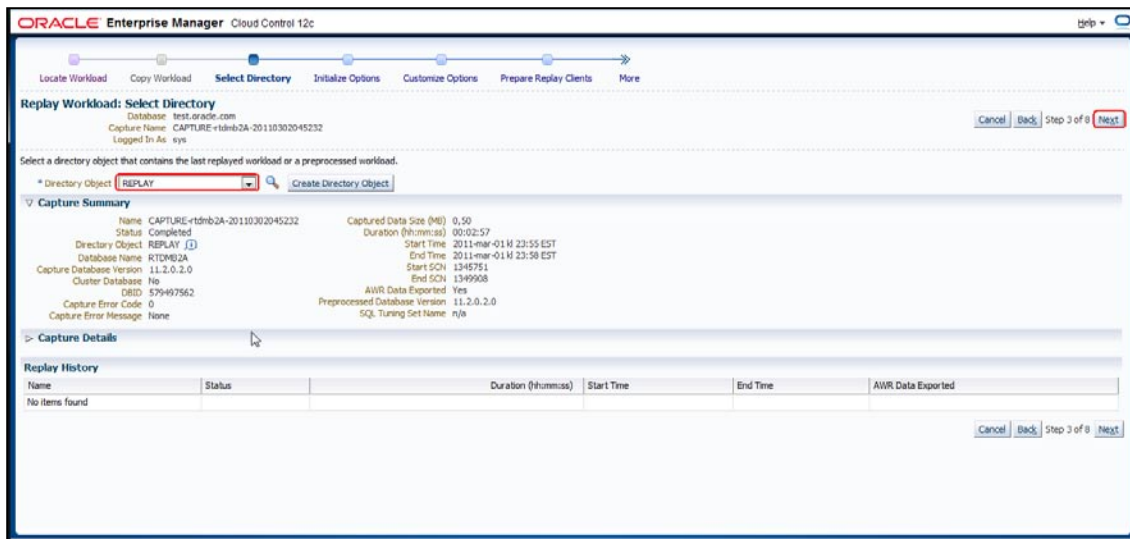 ORACLE Enterprise Manager Cloud Control 12c
Help
Locate Workload Copy Workload Select Directory Initialize Options Customize Options Prepare Replay Clients More
Replay Workload: Select Directory
Database test.oracle.com
Capture Name CAPTURE-rtdmb2A-20110302045232
Logged In As sys
Cancel Back Step 3 of 8 Next
Select a directory object that contains the last replayed workload or a preprocessed workload.
* Directory Object REPLAY Create Directory Object
Capture Summary
Name CAPTURE-rtdmb2A-20110302045232
Status Completed
Directory Object REPLAY
Database Name RTDMB2A
Capture Database Version 11.2.0.2.0
Cluster Database No
DBID 579497562
Capture Error Code 0
Capture Error Message None
Captured Data Size (MB) 0,50
Duration (hh:mm:ss) 00:02:57
Start Time 2011-mar-01 kl 23:55 EST
End Time 2011-mar-01 kl 23:58 EST
Start SCN 1345751
End SCN 1349908
AWR Data Exported Yes
Preprocessed Database Version 11.2.0.2.0
SQL Tuning Set Name n/a
Capture Details
Replay History
Name Status Duration (hh:mm:ss) Start Time End Time AWR Data Exported
No items found
Cancel Back Step 3 of 8 Next